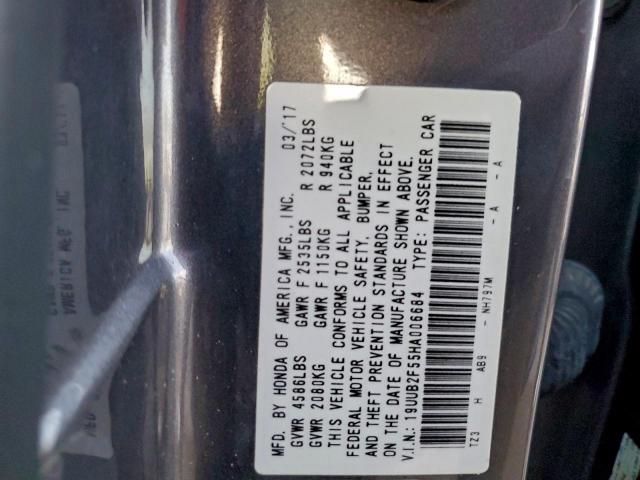 MFD. BY HONDA OF AMERICA MFG., INC. 03/'17
GVWR 4586LBS GAWR F 2535LBS R 2072LBS
GVWR 2080KG GAWR F 1150KG R 940KG
THIS VEHICLE CONFORMS TO ALL APPLICABLE
FEDERAL MOTOR VEHICLE SAFETY, BUMPER,
AND THEFT PREVENTION STANDARDS IN EFFECT
ON THE DATE OF MANUFACTURE SHOWN ABOVE.
V.I.N.: 19UUB2F55HA006684 TYPE: PASSENGER CAR
TZ3 H AB9 - NH797M - A - A